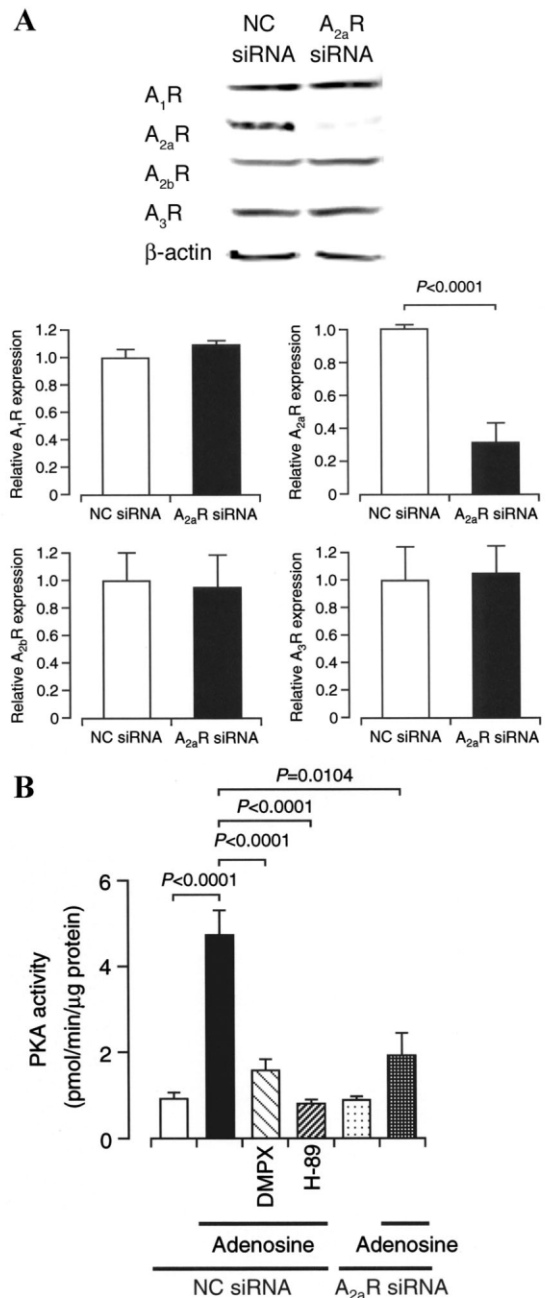 A
NC siRNA
A2aR siRNA
A1R
A2aR
A2bR
A3R
β-actin
Relative A1R expression
1.2
1.0
0.8
0.6
0.4
0.2
0
NC siRNA
A2aR siRNA
P<0.0001
Relative A2aR expression
1.0
0.8
0.6
0.4
0.2
0
NC siRNA
A2aR siRNA
Relative A2bR expression
1.2
1.0
0.8
0.6
0.4
0.2
0
NC siRNA
A2aR siRNA
Relative A3R expression
1.2
1.0
0.8
0.6
0.4
0.2
0
NC siRNA
A2aR siRNA
B
P=0.0104
P<0.0001
P<0.0001
P<0.0001
PKA activity
(pmol/min/μg protein)
6
4
2
0
DMPX
H-89
Adenosine
Adenosine
NC siRNA
A2aR siRNA